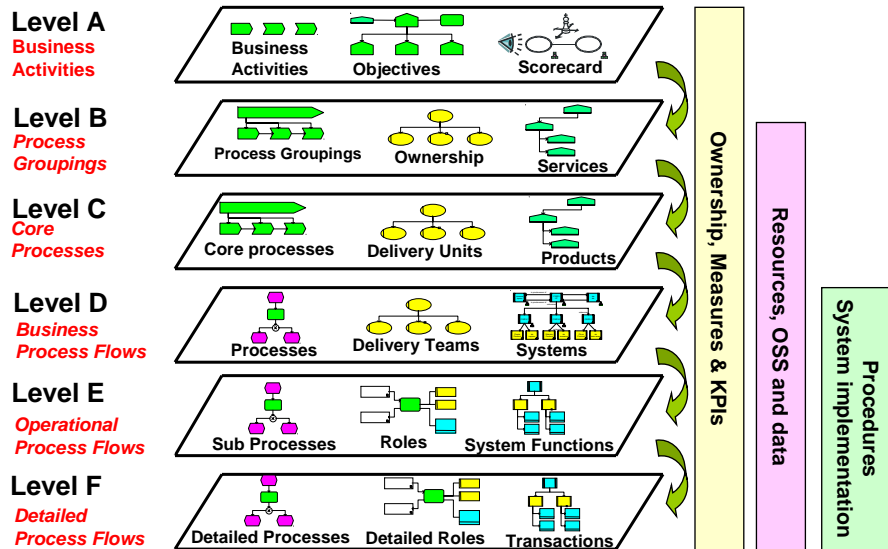 Level A
Business
Activities
Business
Activities
Objectives
Scorecard
Level B
Process
Groupings
Process Groupings
Ownership
Services
Level C
Core
Processes
Core processes
Delivery Units
Products
Level D
Business
Process Flows
Processes
Delivery Teams
Systems
Level E
Operational
Process Flows
Sub Processes
Roles
System Functions
Level F
Detailed
Process Flows
Detailed Processes
Detailed Roles
Transactions
Ownership, Measures & KPIs
Resources, OSS and data
Procedures
System implementation